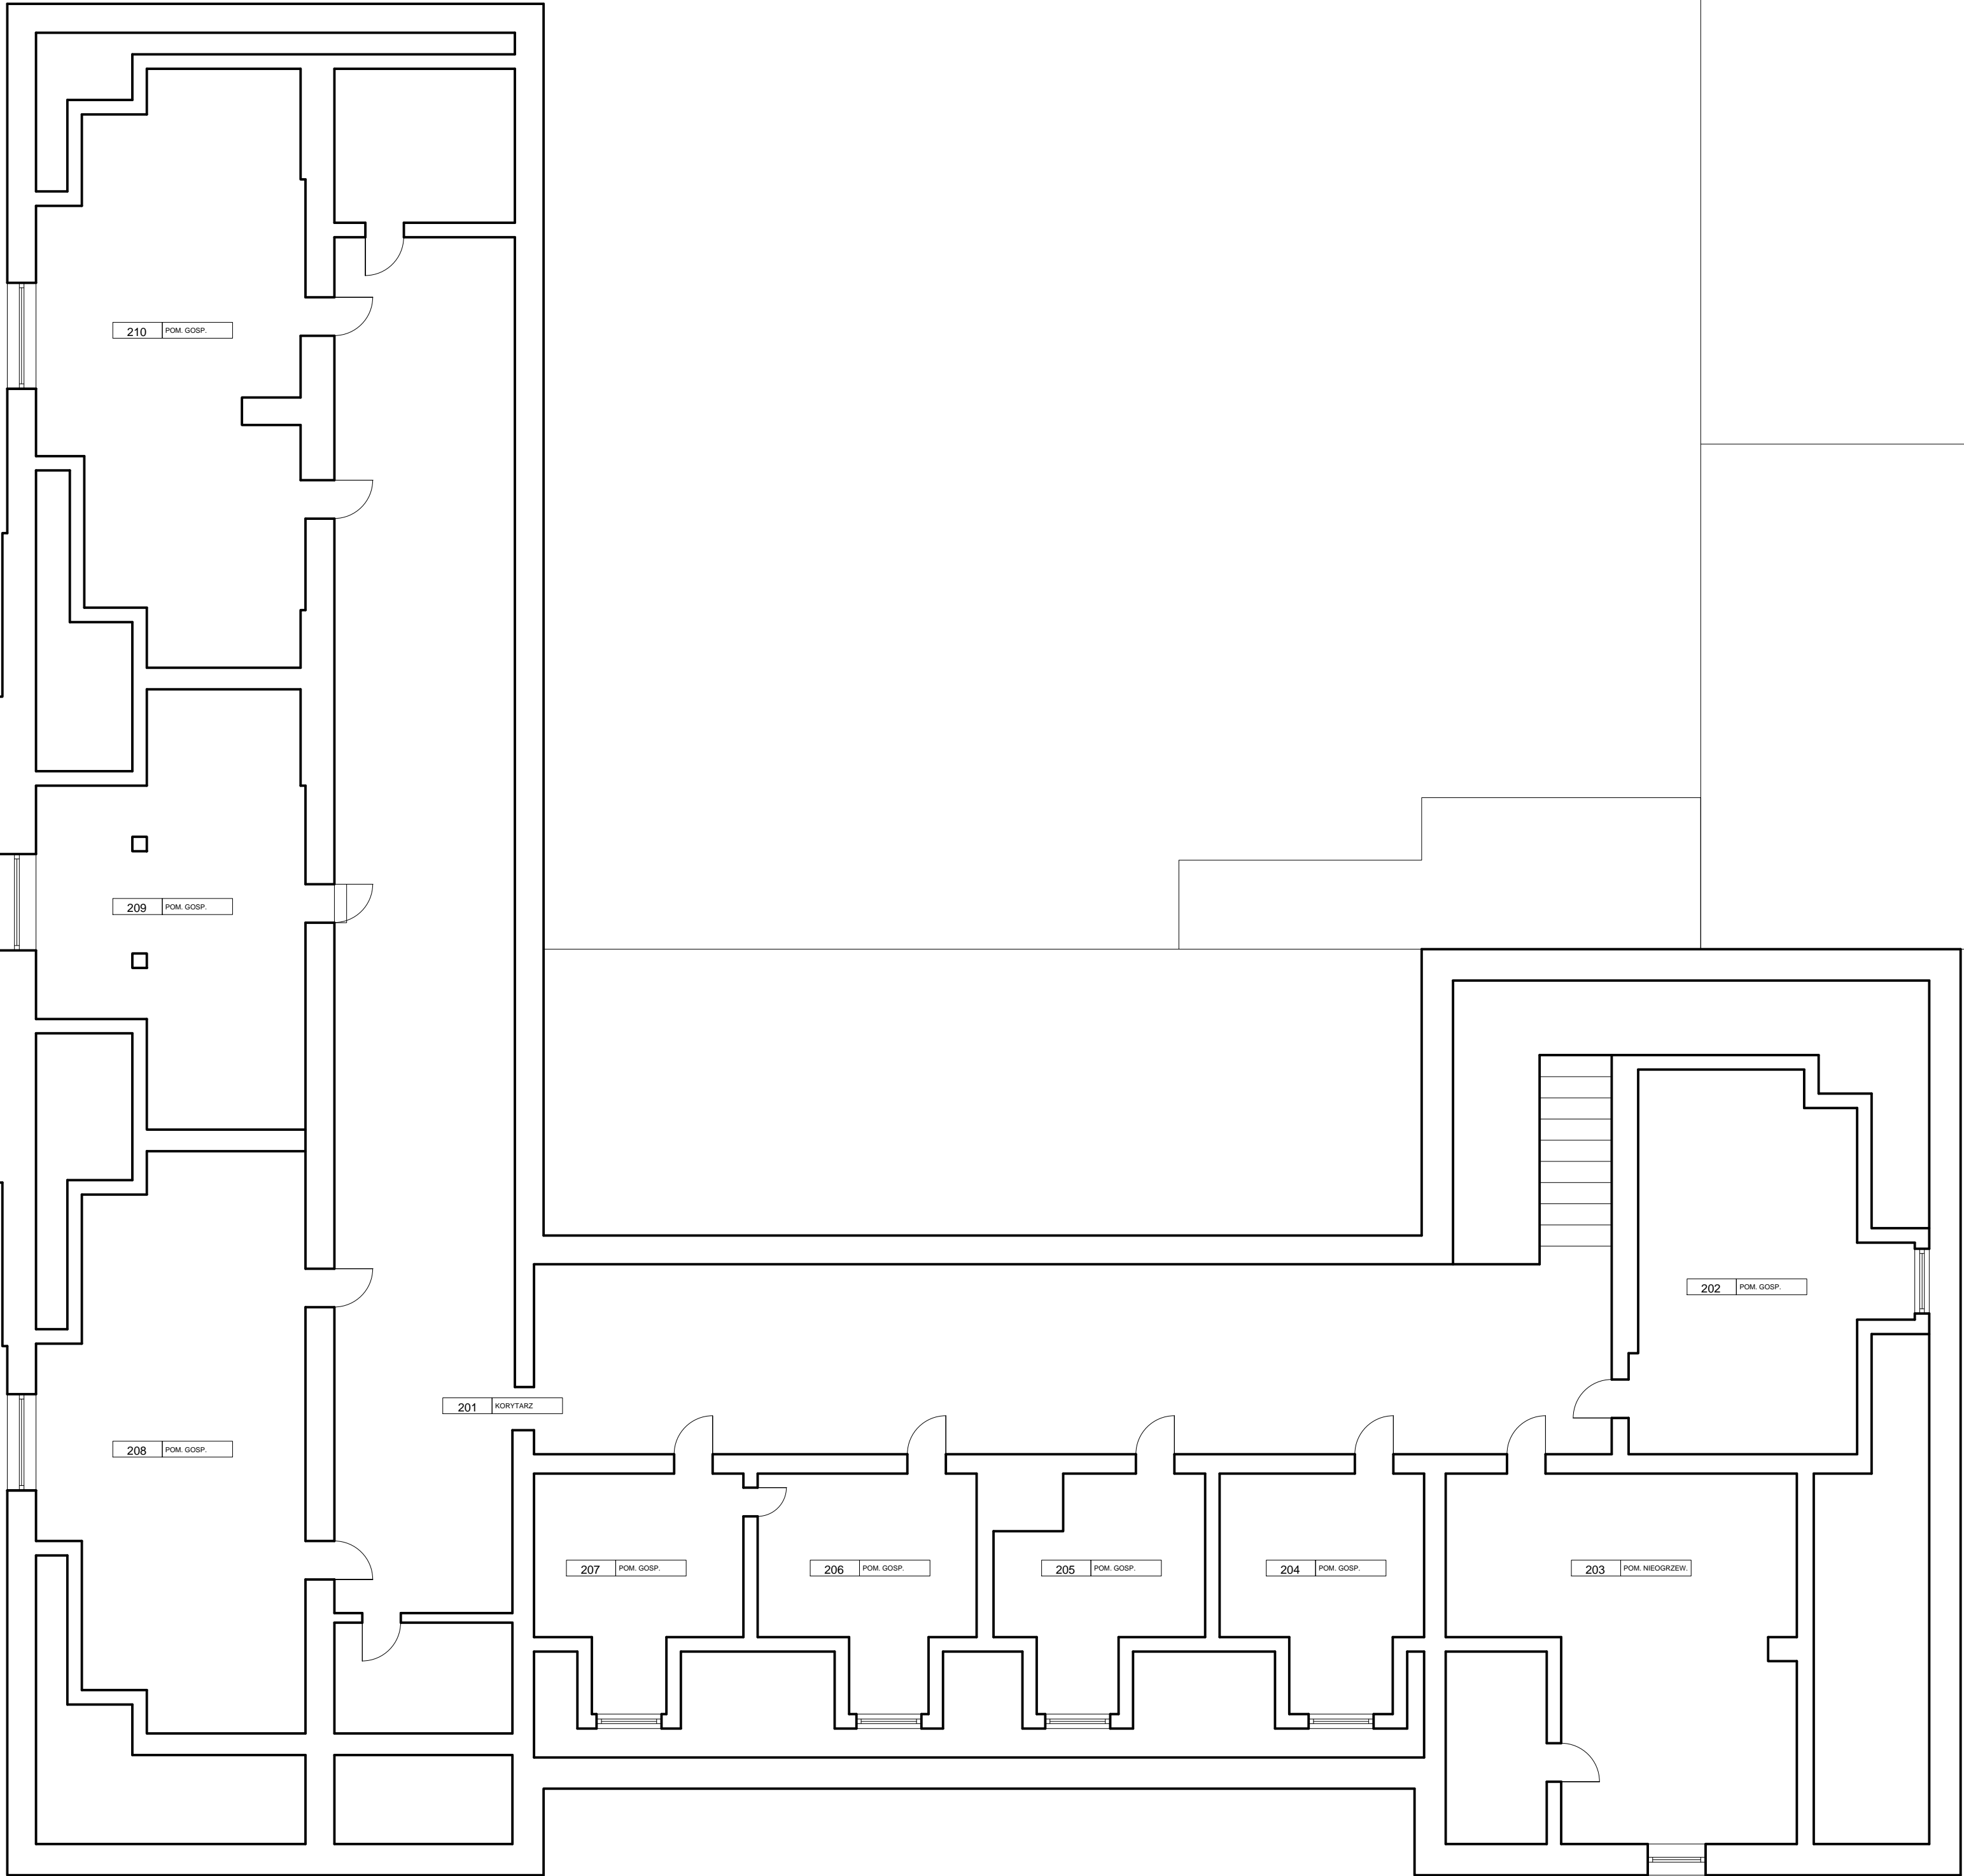 210 POM. GOSP.
209 POM. GOSP.
202 POM. GOSP.
201 KORYTARZ
208 POM. GOSP.
207 POM. GOSP.
206 POM. GOSP.
205 POM. GOSP.
204 POM. GOSP.
203 POM. NIEOGRZEW.